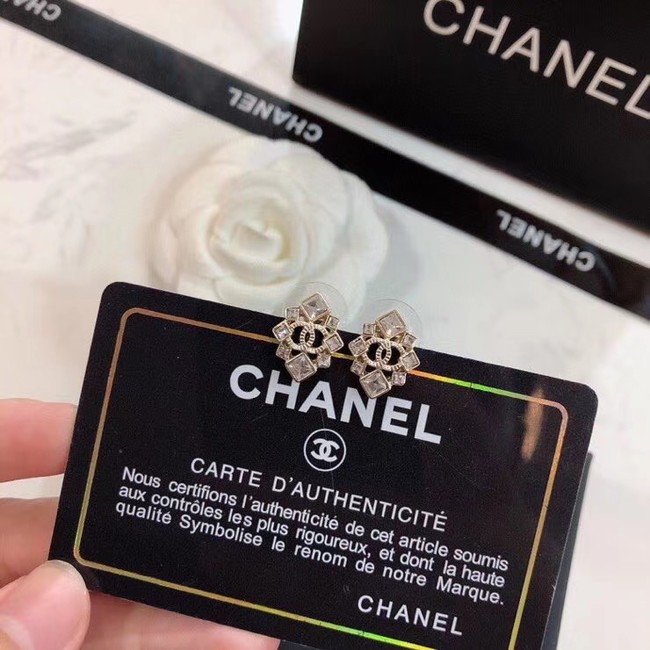 CHANEL
CHANEL
CHANEL
CHANEL
CHANEL
CARTE D'AUTHENTICITÉ
Nous certifions l'authenticité de cet article soumis
aux contrôles les plus rigoureux, et dont la haute
qualité Symbolise le renom de notre Marque.
CHANEL